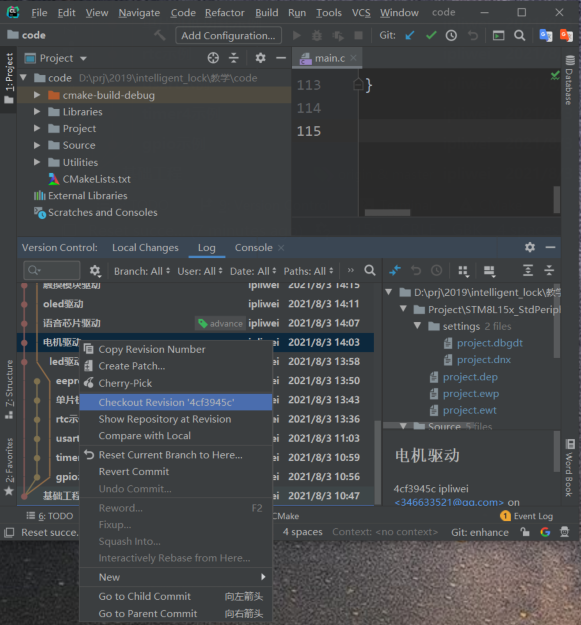 File Edit View Navigate Code Refactor Build Run Tools VCS Window code
code Add Configuration... Git:
1: Project
Project
main.c
code D:\prj\2019\intelligent_lock\教学\code
cmake-build-debug
Libraries
Project
Source
Utilities
CMakeLists.txt
External Libraries
Scratches and Consoles
113 }
114
115
Database
Version Control: Local Changes Log Console
Branch: All User: All Date: All Paths: All
触摸模块驱动 ipliwei 2021/8/3 14:15
oled驱动 ipliwei 2021/8/3 14:11
语音芯片驱动 advance ipliwei 2021/8/3 14:07
电机驱动 ipliwei 2021/8/3 14:03
led驱 2021/8/3 13:58
eepr 2021/8/3 13:50
单片 2021/8/3 13:43
rtc示 2021/8/3 13:36
usart 2021/8/3 11:03
time 2021/8/3 10:59
gpio 2021/8/3 10:56
基础工程 2021/8/3 10:47
Copy Revision Number
Create Patch...
Cherry-Pick
Checkout Revision '4cf3945c'
Show Repository at Revision
Compare with Local
Reset Current Branch to Here...
Revert Commit
Undo Commit...
Reword... F2
Fixup...
Squash Into...
Interactively Rebase from Here...
New
Go to Child Commit 向左箭头
Go to Parent Commit 向右箭头
D:\prj\2019\intelligent_lock\教学
Project\STM8L15x_StdPeriph
settings 2 files
project.dbgdt
project.dnx
project.dep
project.ewp
project.ewt
Source 5 files
电机驱动
4cf3945c ipliwei
<346633521@qq.com> on
Z: Structure
2: Favorites
Word Book
6: TODO CMake 1 Event Log
Reset succe. 4 spaces Context: <no context> Git: enhance